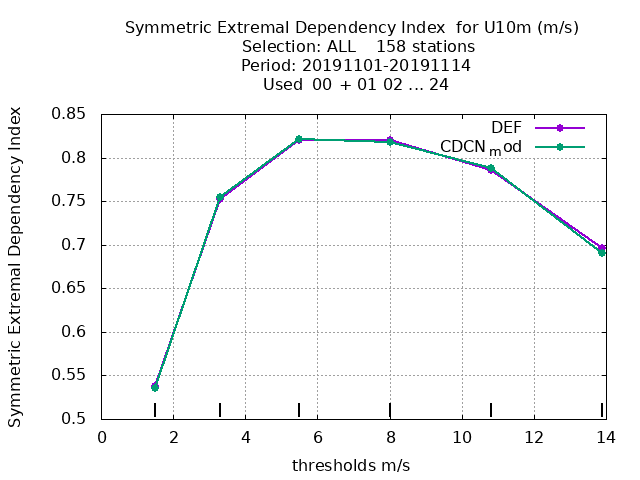 Symmetric Extremal Dependency Index for U10m (m/s)
Selection: ALL 158 stations
Period: 20191101-20191114
Used 00 + 01 02 ... 24
Symmetric Extremal Dependency Index
0.85
0.8
0.75
0.7
0.65
0.6
0.55
0.5
DEF
CDCNmod
0 2 4 6 8 10 12 14
thresholds m/s